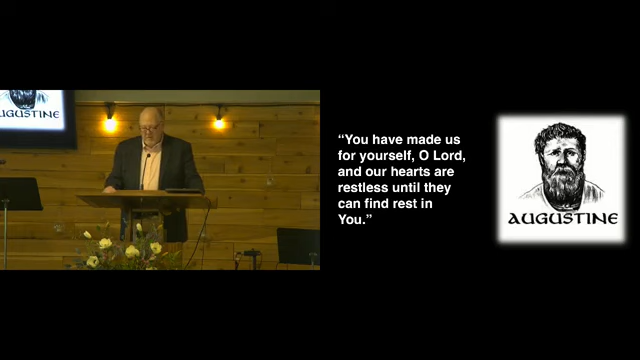 UGUSTINE
“You have made us
for yourself, O Lord,
and our hearts are
restless until they
can find rest in
You.”
AUGUSTINE